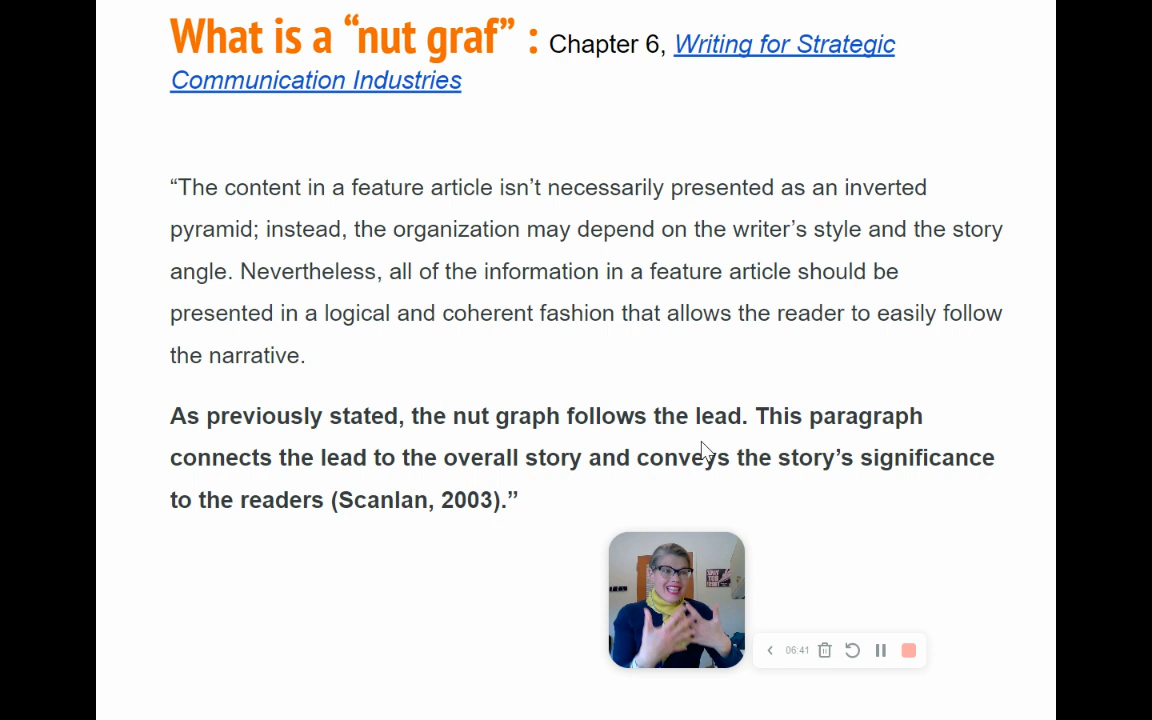 What is a “nut graf” : Chapter 6, Writing for Strategic
Communication Industries
“The content in a feature article isn’t necessarily presented as an inverted
pyramid; instead, the organization may depend on the writer’s style and the story
angle. Nevertheless, all of the information in a feature article should be
presented in a logical and coherent fashion that allows the reader to easily follow
the narrative.
As previously stated, the nut graph follows the lead. This paragraph
connects the lead to the overall story and conveys the story’s significance
to the readers (Scanlan, 2003).”
06:41